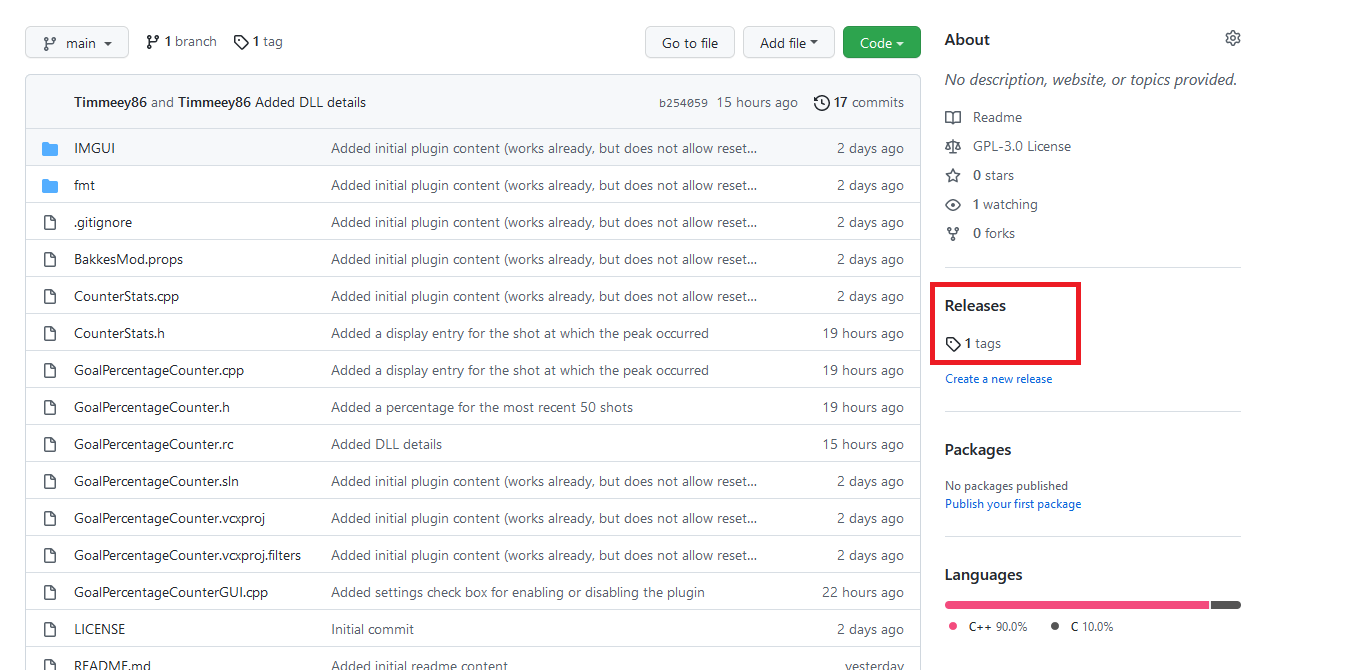 main 1 branch 1 tag Go to file Add file Code
Timmeey86 and Timmeey86 Added DLL details b254059 15 hours ago 17 commits
IMGUI Added initial plugin content (works already, but does not allow reset... 2 days ago
fmt Added initial plugin content (works already, but does not allow reset... 2 days ago
.gitignore Added initial plugin content (works already, but does not allow reset... 2 days ago
BakkesMod.props Added initial plugin content (works already, but does not allow reset... 2 days ago
CounterStats.cpp Added initial plugin content (works already, but does not allow reset... 2 days ago
CounterStats.h Added a display entry for the shot at which the peak occurred 19 hours ago
GoalPercentageCounter.cpp Added a display entry for the shot at which the peak occurred 19 hours ago
GoalPercentageCounter.h Added a percentage for the most recent 50 shots 19 hours ago
GoalPercentageCounter.rc Added DLL details 15 hours ago
GoalPercentageCounter.sln Added initial plugin content (works already, but does not allow reset... 2 days ago
GoalPercentageCounter.vcxproj Added initial plugin content (works already, but does not allow reset... 2 days ago
GoalPercentageCounter.vcxproj.filters Added initial plugin content (works already, but does not allow reset... 2 days ago
GoalPercentageCounterGUI.cpp Added settings check box for enabling or disabling the plugin 22 hours ago
LICENSE Initial commit 2 days ago
README.md Added initial readme content yesterday
About
No description, website, or topics provided.
Readme
GPL-3.0 License
0 stars
1 watching
0 forks
Releases
1 tags
Create a new release
Packages
No packages published
Publish your first package
Languages
C++ 90.0% C 10.0%